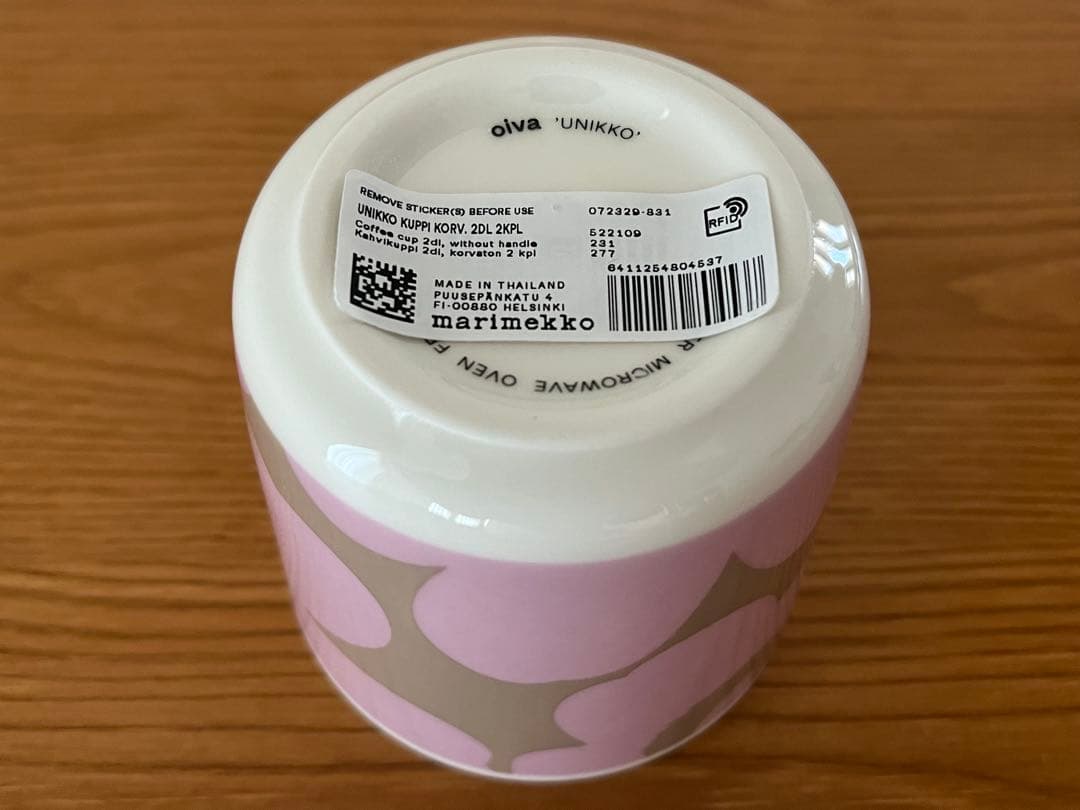 oiva 'UNIKKO'
REMOVE STICKER(S) BEFORE USE
072329-831
RFID
UNIKKO KUPPI KORV. 2DL 2KPL
522109
Coffee cup 2dl, without handle
231
Kahvikuppi 2dl, korvaton 2 kpl
277
6411254804537
MADE IN THAILAND
PUUSEPÄNKATU 4
FI-00880 HELSINKI
marimekko
MICROWAVE OVEN